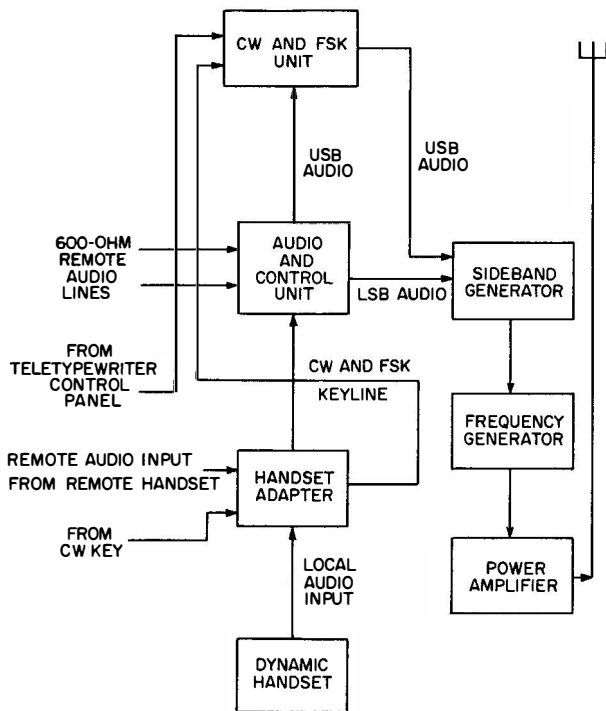 CW AND FSK
UNIT
USB
AUDIO
USB
AUDIO
600-OHM
REMOTE
AUDIO
LINES
AUDIO
AND
CONTROL
UNIT
LSB AUDIO
SIDEBAND
GENERATOR
FROM
TELETYPEWRITER
CONTROL
PANEL
CW AND FSK
KEYLINE
FREQUENCY
GENERATOR
REMOTE AUDIO INPUT
FROM REMOTE HANDSET
HANDSET
ADAPTER
FROM
CW KEY
LOCAL
AUDIO
INPUT
POWER
AMPLIFIER
DYNAMIC
HANDSET